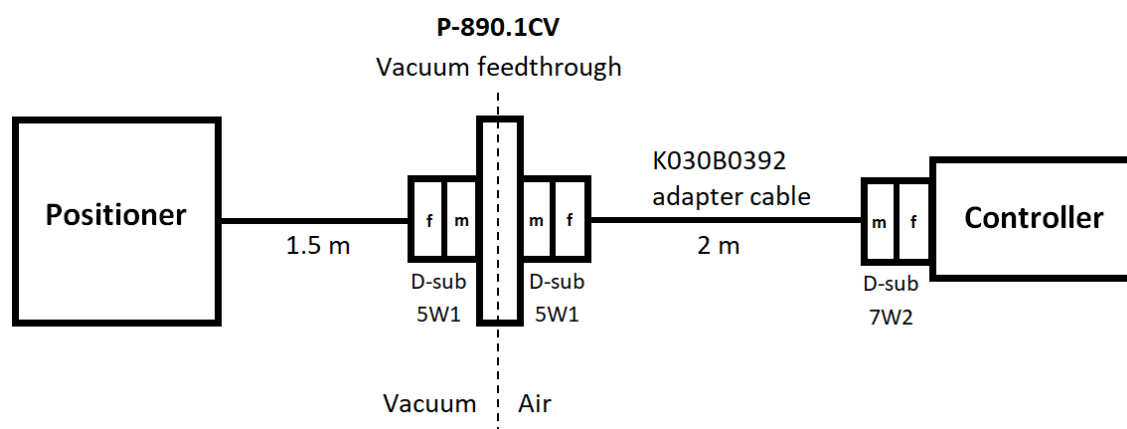 P-890.1CV
Vacuum feedthrough
K030B0392
adapter cable
Positioner
f
m
m
f
m
f
Controller
1.5 m
2 m
D-sub
5W1
D-sub
5W1
D-sub
7W2
Vacuum
Air